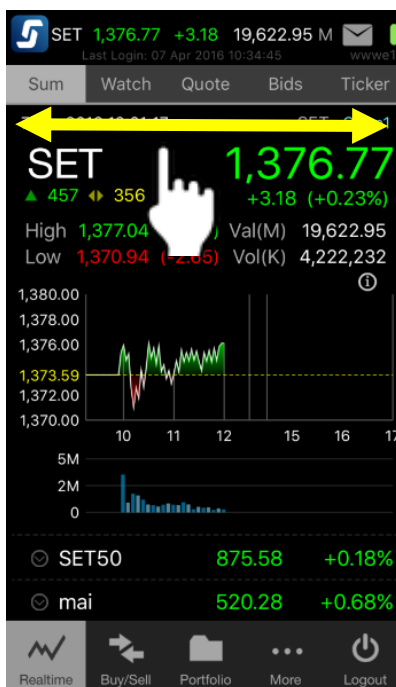 SET 1,376.77 +3.18 19,622.95 M
Last Login: 07 Apr 2016 10:34:45 wwwe1
Sum Watch Quote Bids Ticker
SET 1,376.77
457 356 +3.18 (+0.23%)
High 1,377.04 Val(M) 19,622.95
Low 1,370.94 (-2.65) Vol(K) 4,222,232
1,380.00
1,378.00
1,376.00
1,373.59
1,372.00
1,370.00
10 11 12 15 16 17
5M
2M
0
SET50 875.58 +0.18%
mai 520.28 +0.68%
Realtime Buy/Sell Portfolio More Logout